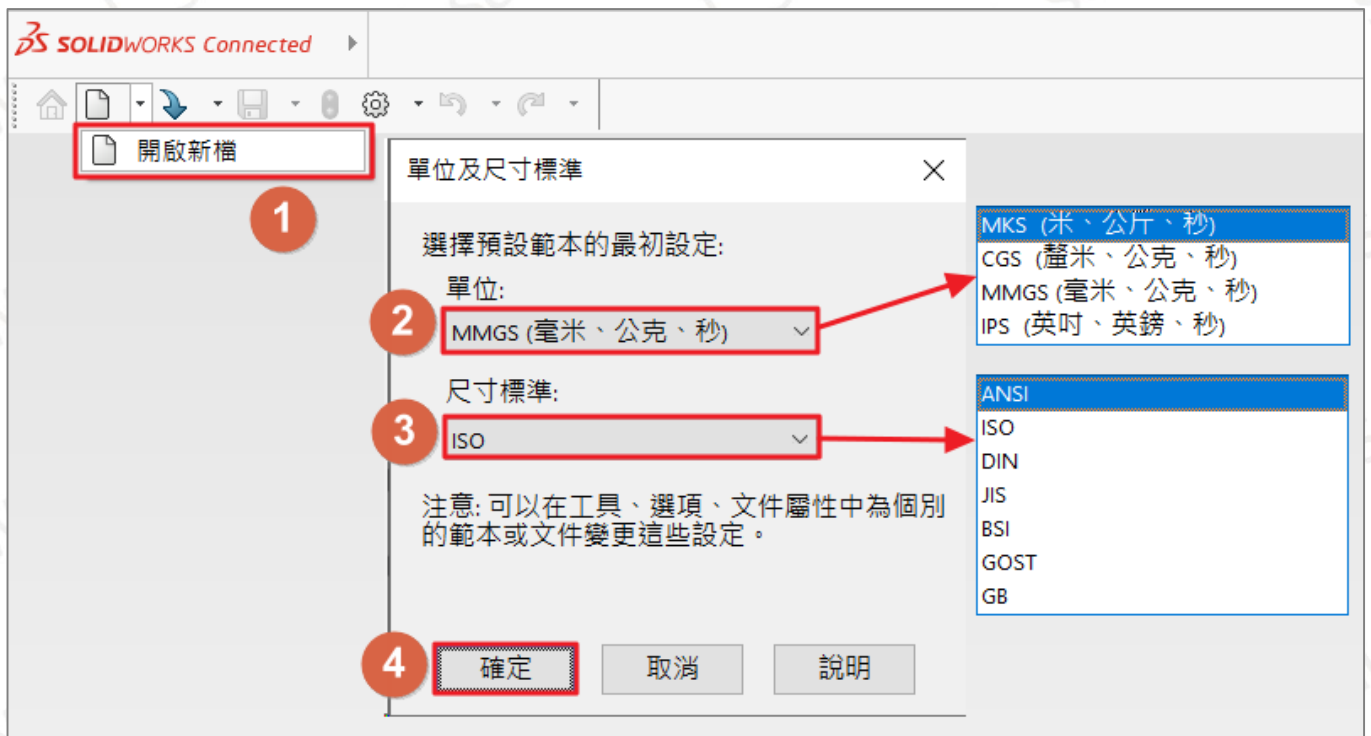 SOLIDWORKS Connected
開啟新檔
1
單位及尺寸標準
選擇預設範本的最初設定:
單位:
2
MMGS (毫米、公克、秒)
MKS (米、公斤、秒)
CGS (釐米、公克、秒)
MMGS (毫米、公克、秒)
IPS (英吋、英鎊、秒)
尺寸標準:
3
ISO
ANSI
ISO
DIN
JIS
BSI
GOST
GB
注意: 可以在工具、選項、文件屬性中為個別
的範本或文件變更這些設定。
4
確定
取消
說明